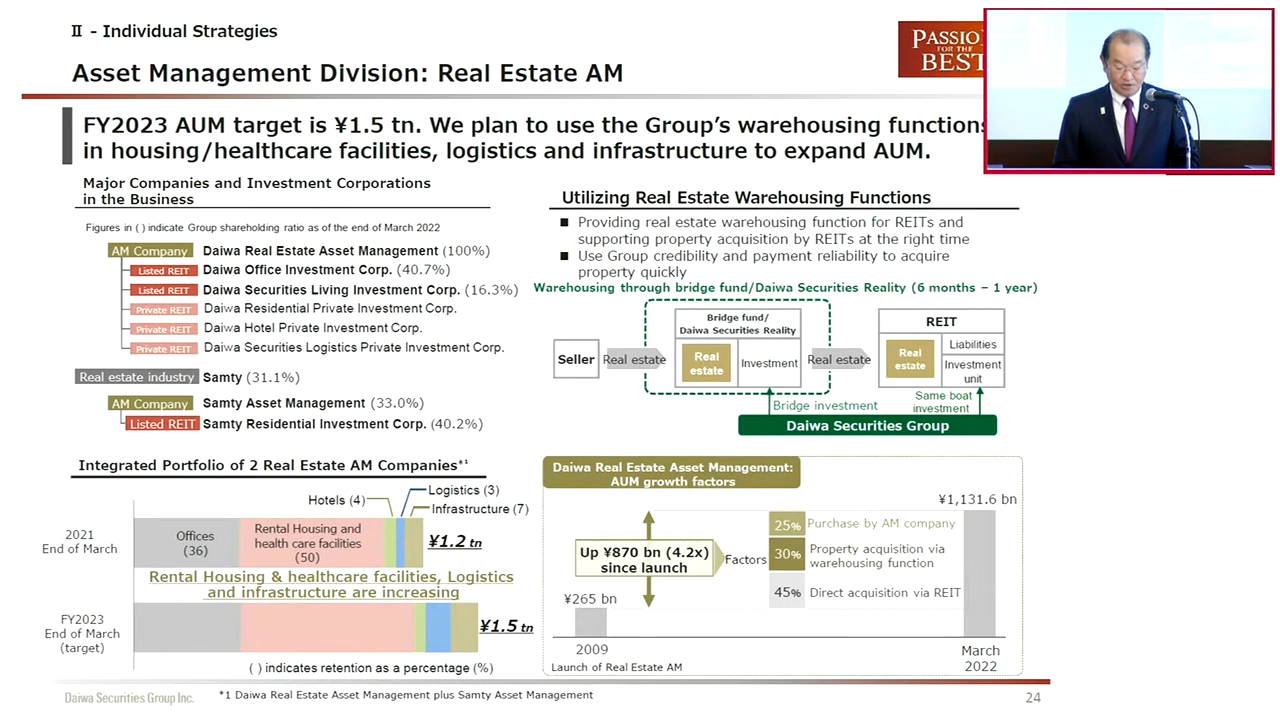 Ⅱ - Individual Strategies
Asset Management Division: Real Estate AM
PASSIO
FOR THE
BEST
FY2023 AUM target is ¥1.5 tn. We plan to use the Group's warehousing functions
in housing/healthcare facilities, logistics and infrastructure to expand AUM.
Major Companies and Investment Corporations
in the Business
Figures in ( ) indicate Group shareholding ratio as of the end of March 2022
AM Company Daiwa Real Estate Asset Management (100%)
Listed REIT Daiwa Office Investment Corp. (40.7%)
Listed REIT Daiwa Securities Living Investment Corp. (16.3%)
Private REIT Daiwa Residential Private Investment Corp.
Private REIT Daiwa Hotel Private Investment Corp.
Private REIT Daiwa Securities Logistics Private Investment Corp.
Real estate industry Samty (31.1%)
AM Company Samty Asset Management (33.0%)
Listed REIT Samty Residential Investment Corp. (40.2%)
Utilizing Real Estate Warehousing Functions
■ Providing real estate warehousing function for REITs and
supporting property acquisition by REITs at the right time
■ Use Group credibility and payment reliability to acquire
property quickly
Warehousing through bridge fund/Daiwa Securities Reality (6 months – 1 year)
Seller
Real estate
Bridge fund/
Daiwa Securities Reality
Real
estate
Investment
Real estate
REIT
Real
estate
Liabilities
Investment
unit
Bridge investment
Same boat
investment
Daiwa Securities Group
Integrated Portfolio of 2 Real Estate AM Companies*¹
Hotels (4)
Logistics (3)
Infrastructure (7)
2021
End of March
Offices
(36)
Rental Housing and
health care facilities
(50)
¥1.2 tn
Rental Housing & healthcare facilities, Logistics
and infrastructure are increasing
FY2023
End of March
(target)
¥1.5 tn
( ) indicates retention as a percentage (%)
Daiwa Real Estate Asset Management:
AUM growth factors
¥1,131.6 bn
Up ¥870 bn (4.2x)
since launch
Factors
25% Purchase by AM company
30% Property acquisition via
warehousing function
45% Direct acquisition via REIT
¥265 bn
2009
Launch of Real Estate AM
March
2022
Daiwa Securities Group Inc.
*1 Daiwa Real Estate Asset Management plus Samty Asset Management
24